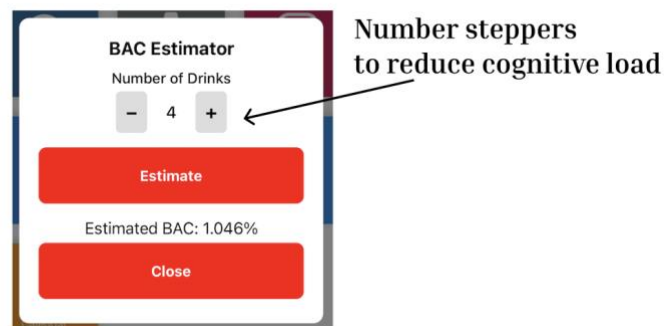 BAC Estimator
Number of Drinks
− 4 +
Estimate
Estimated BAC: 1.046%
Close
Number steppers
to reduce cognitive load